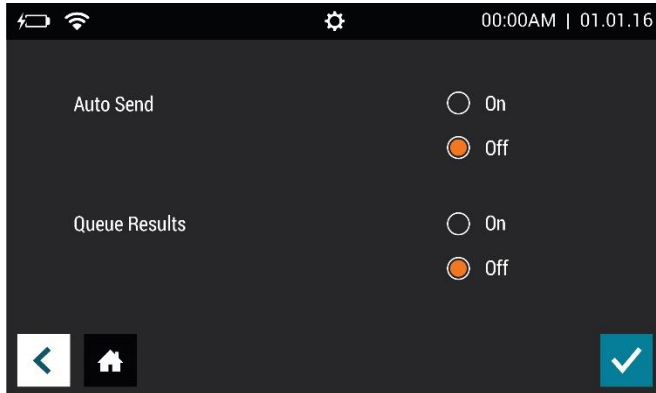 00:00AM | 01.01.16
Auto Send
On
Off
Queue Results
On
Off